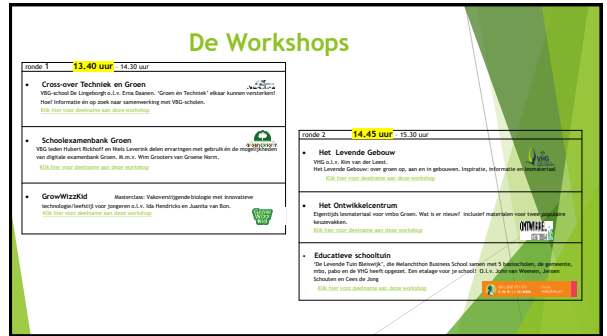 De Workshops
ronde 1 13.40 uur - 14.30 uur
• Cross-over Techniek en Groen
VBG-school De Lingeborgh o.l.v. Erna Daanen. ‘Groen én Techniek’ elkaar kunnen versterken!
Hoe? Informatie én op zoek naar samenwerking met VBG-scholen.
Klik hier voor deelname aan deze workshop
• Schoolexamenbank Groen
VBG leden Hubert Rickhoff en Niels Leverink delen ervaringen met gebruik én de mogelijkheden
van digitale examenbank Groen. M.m.v. Wim Grooters van Groene Norm.
Klik hier voor deelname aan deze workshop
• GrowWizzKid Masterclass: Vakoverstijgende biologie met innovatieve
technologie/leefstijl voor jongeren o.l.v. Ida Hendricks en Juanita van Bon.
Klik hier voor deelname aan deze workshop
GROW
WIZZ
KID
ronde 2 14.45 uur - 15.30 uur
• Het Levende Gebouw
VHG o.l.v. Kim van der Leest.
Het Levende Gebouw: over groen op, aan en in gebouwen. Inspiratie, informatie en lesmateriaal
Klik hier voor deelname aan deze workshop
VHG
• Het Ontwikkelcentrum
Eigentijds lesmateriaal voor vmbo Groen. Wat is er nieuw? Inclusief materialen voor twee populaire
keuzevakken.
Klik hier voor deelname aan deze workshop
• Educatieve schooltuin
‘De Levende Tuin Bleiswijk’, die Melanchthon Business School samen met 5 basisscholen, de gemeente,
mbo, pabo en de VHG heeft opgezet. Een etalage voor je school! O.l.v. John van Weenen, Jeroen
Schouten en Cees de Jong
Klik hier voor deelname aan deze workshop